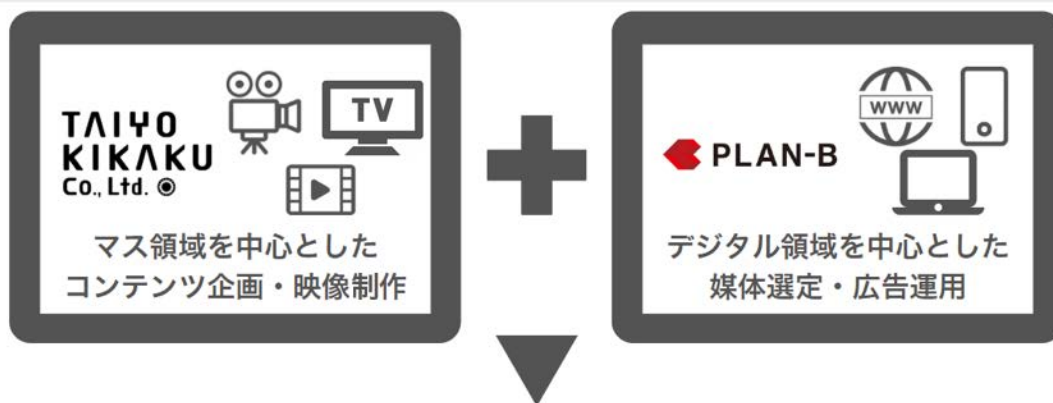 TAIYO
KIKAKU
Co., Ltd.
TV
マス領域を中心とした
コンテンツ企画・映像制作
WWW
PLAN-B
デジタル領域を中心とした
媒体選定・広告運用